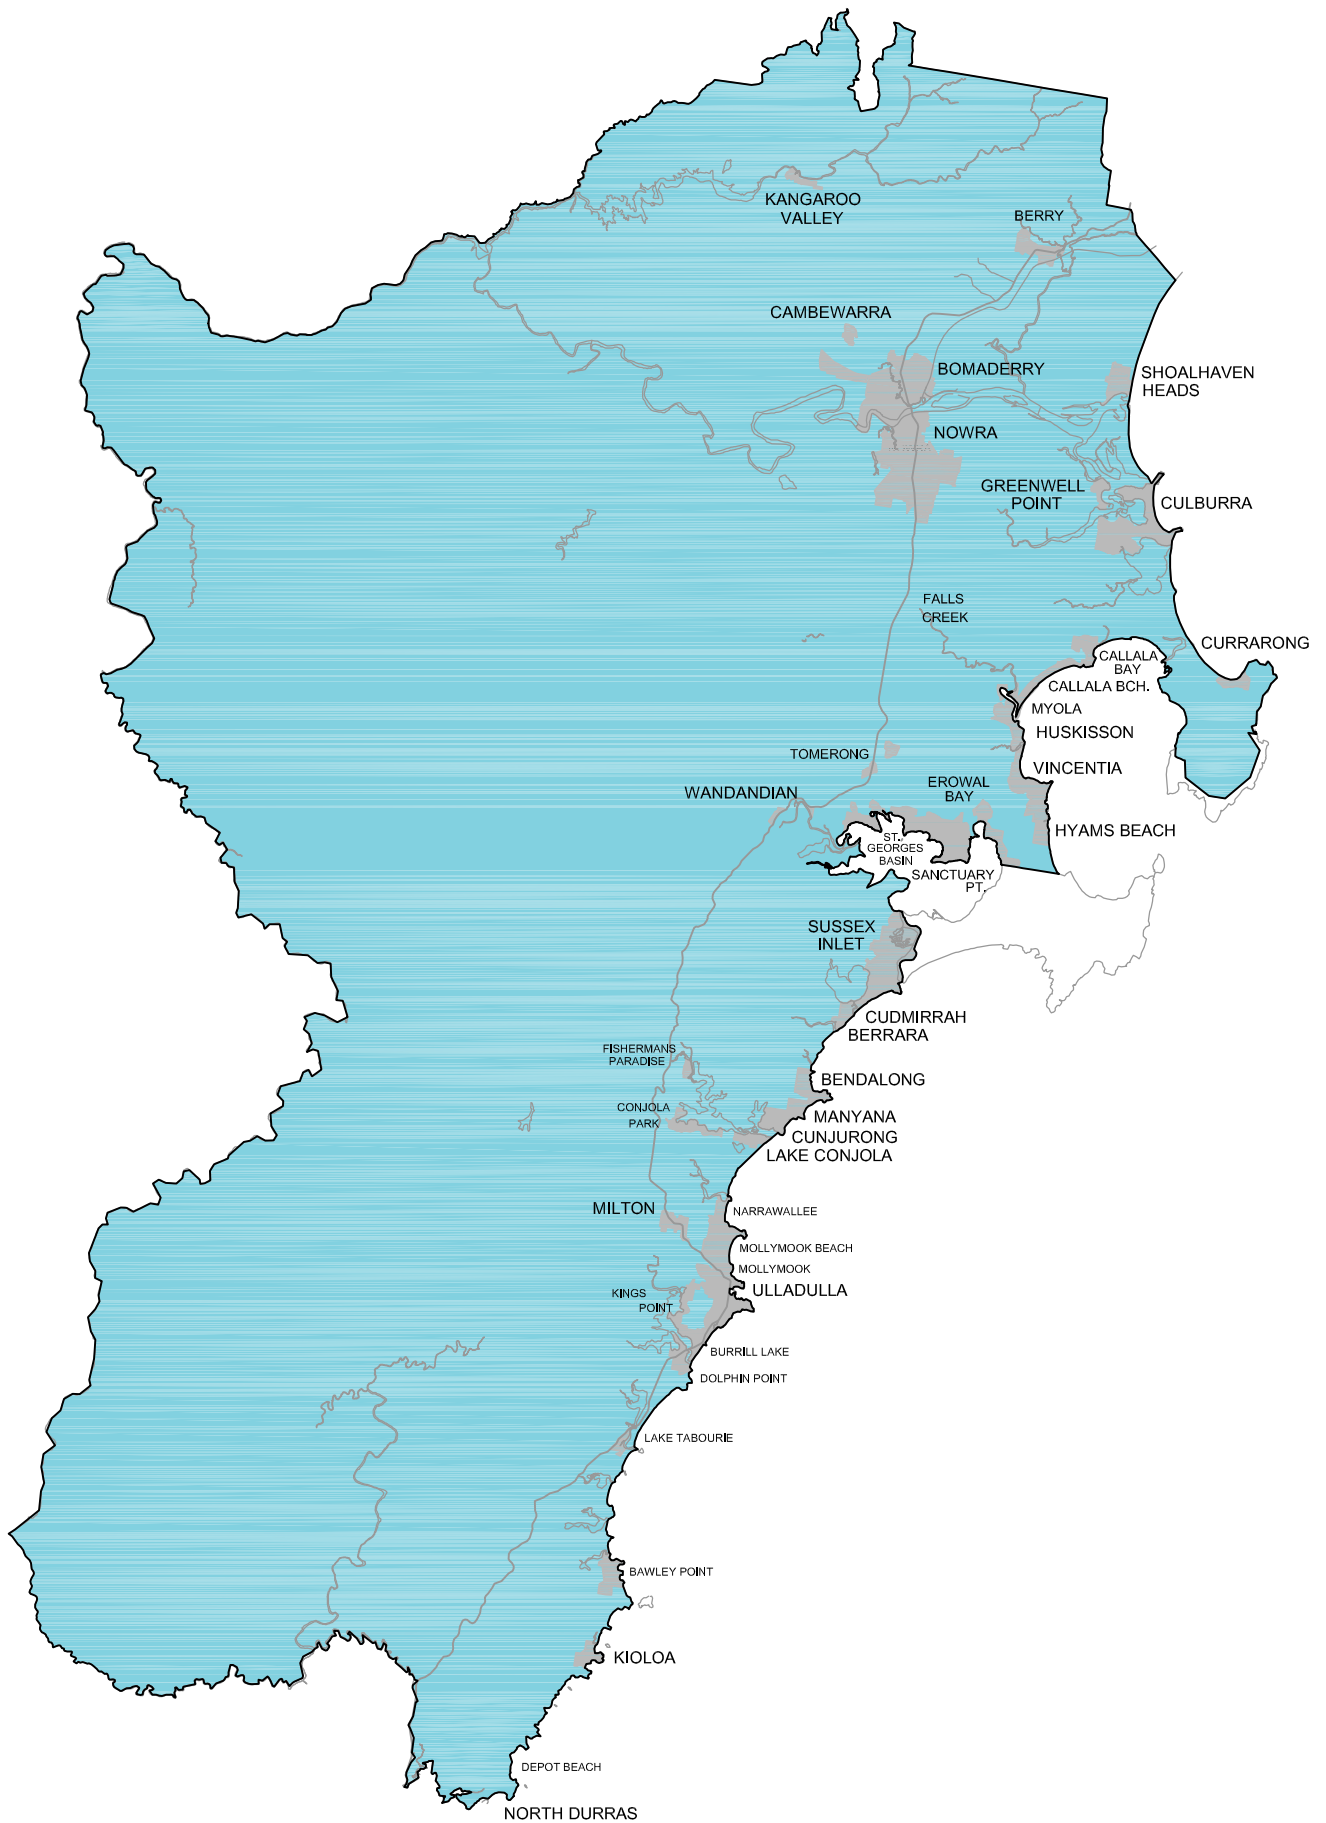 KANGAROO
VALLEY
BERRY
CAMBEWARRA
BOMADERRY
SHOALHAVEN
HEADS
NOWRA
GREENWELL
POINT
CULBURRA
FALLS
CREEK
CURRARONG
CALLALA
BAY
CALLALA BCH.
MYOLA
HUSKISSON
TOMERONG
VINCENTIA
WANDANDIAN
EROWAL
BAY
HYAMS BEACH
ST.
GEORGES
BASIN
SANCTUARY
PT.
SUSSEX
INLET
CUDMIRRAH
BERRARA
FISHERMANS
PARADISE
BENDALONG
CONJOLA
PARK
MANYANA
CUNJURONG
LAKE CONJOLA
MILTON
NARRAWALLEE
MOLLYMOOK BEACH
MOLLYMOOK
ULLADULLA
KINGS
POINT
BURRILL LAKE
DOLPHIN POINT
LAKE TABOURIE
BAWLEY POINT
KIOLOA
DEPOT BEACH
NORTH DURRAS